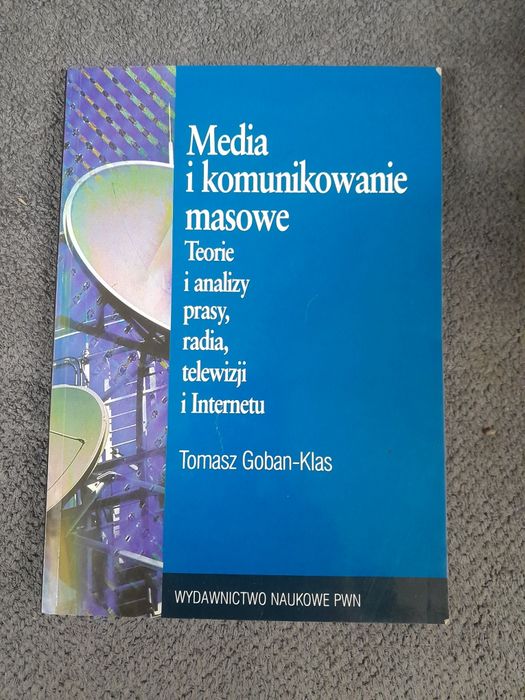 Media
i komunikowanie
masowe
Teorie
i analizy
prasy,
radia,
telewizji
i Internetu
Tomasz Goban-Klas
WYDAWNICTWO NAUKOWE PWN